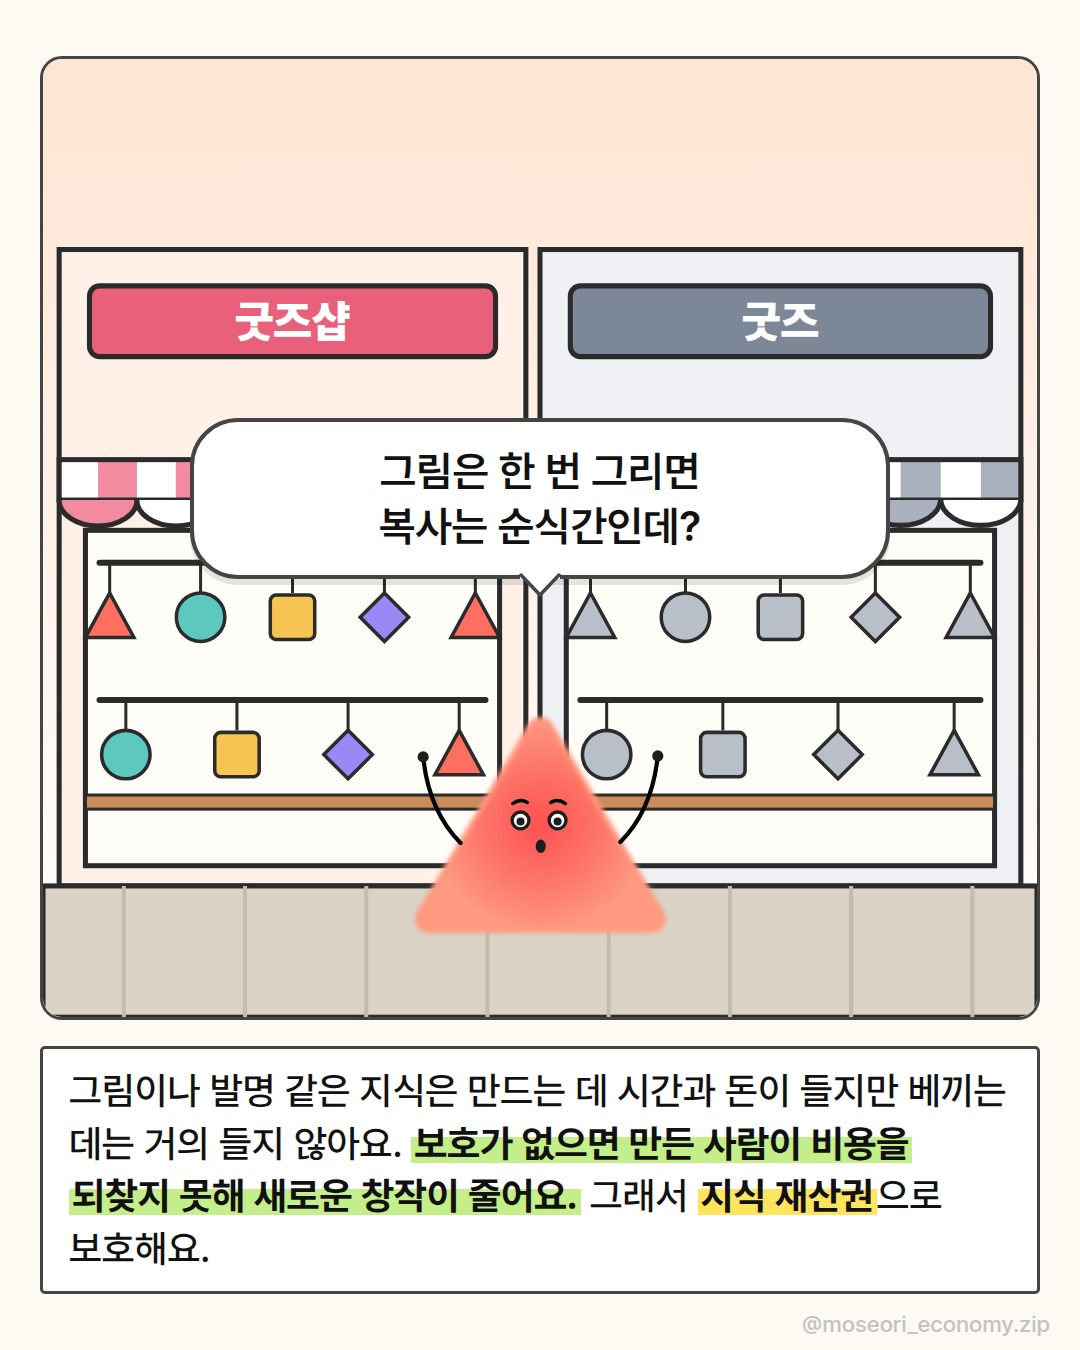 굿즈샵
굿즈
그림은 한 번 그리면
복사는 순식간인데?
그림이나 발명 같은 지식은 만드는 데 시간과 돈이 들지만 베끼는
데는 거의 들지 않아요. 보호가 없으면 만든 사람이 비용을
되찾지 못해 새로운 창작이 줄어요. 그래서 지식 재산권으로
보호해요.
@moseori_economy.zip